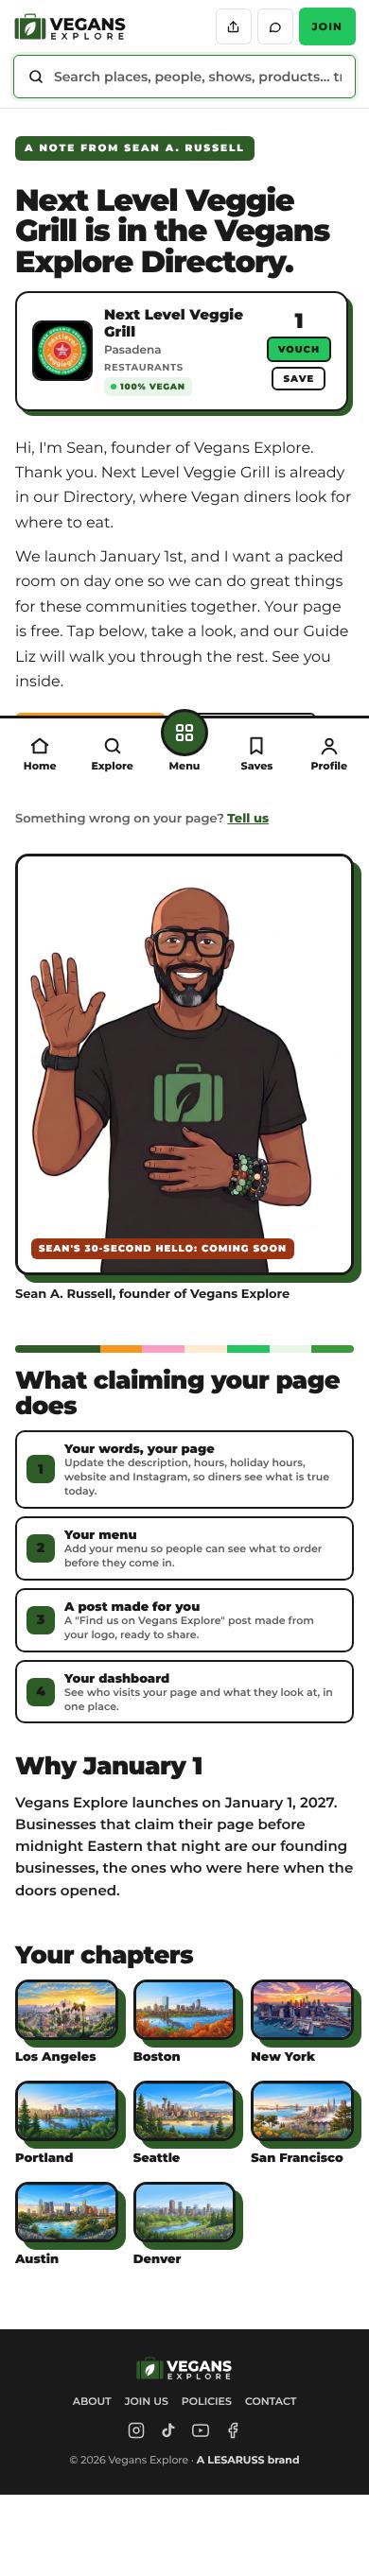 VEGANS
EXPLORE
JOIN
Search places, people, shows, products...
A NOTE FROM SEAN A. RUSSELL
Next Level Veggie
Grill is in the Vegans
Explore Directory.
Next Level Veggie
Grill
Pasadena
RESTAURANTS
100% VEGAN
1
VOUCH
SAVE
Hi, I'm Sean, founder of Vegans Explore.
Thank you. Next Level Veggie Grill is already
in our Directory, where Vegan diners look for
where to eat.
We launch January 1st, and I want a packed
room on day one so we can do great things
for these communities together. Your page
is free. Tap below, take a look, and our Guide
Liz will walk you through the rest. See you
inside.
Home
Explore
Menu
Saves
Profile
Something wrong on your page? Tell us
SEAN'S 30-SECOND HELLO: COMING SOON
Sean A. Russell, founder of Vegans Explore
What claiming your page
does
1
Your words, your page
Update the description, hours, holiday hours,
website and Instagram, so diners see what is true
today.
2
Your menu
Add your menu so people can see what to order
before they come in.
3
A post made for you
A "Find us on Vegans Explore" post made from
your logo, ready to share.
4
Your dashboard
See who visits your page and what they look at, in
one place.
Why January 1
Vegans Explore launches on January 1, 2027.
Businesses that claim their page before
midnight Eastern that night are our founding
businesses, the ones who were here when the
doors opened.
Your chapters
Los Angeles
Boston
New York
Portland
Seattle
San Francisco
Austin
Denver
VEGANS
EXPLORE
ABOUT
JOIN US
POLICIES
CONTACT
© 2026 Vegans Explore · A LESARUSS brand